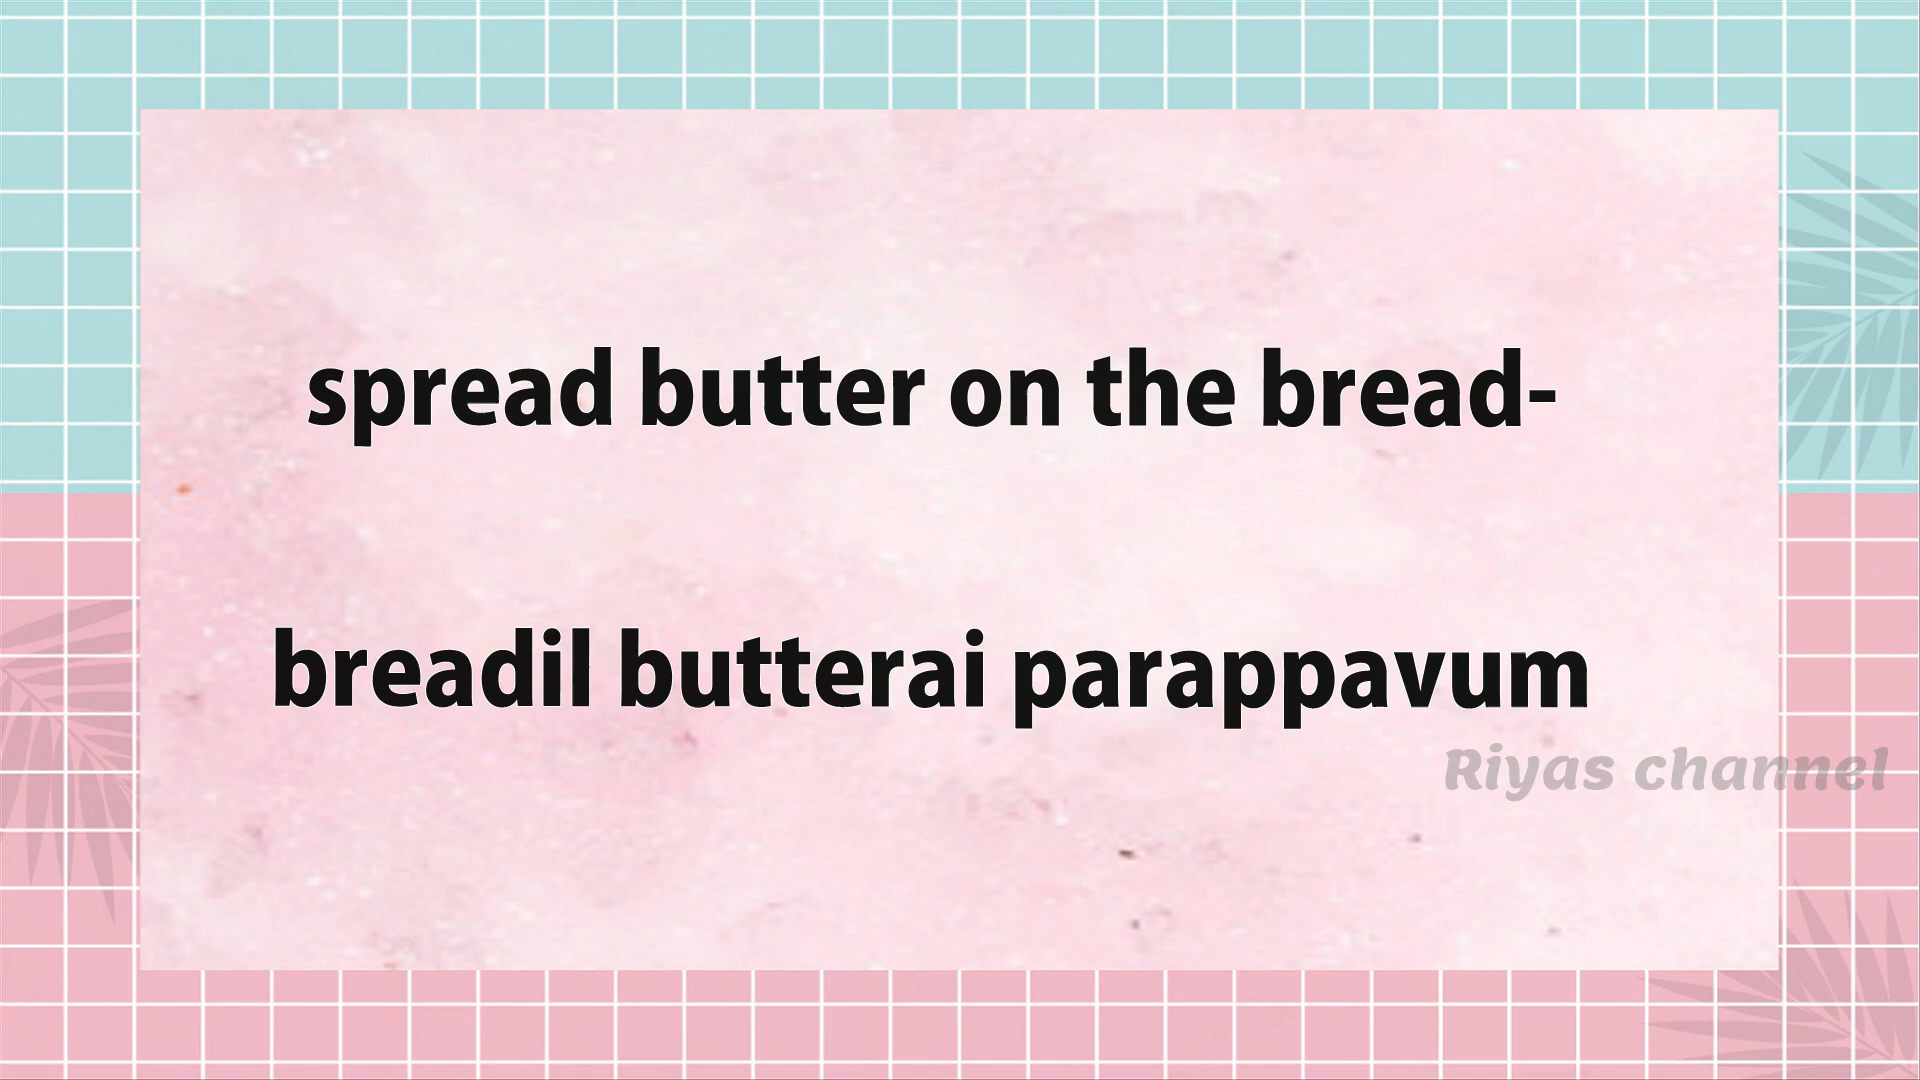 spread butter on the bread-
breadil butterai parappavum
Riyas channel